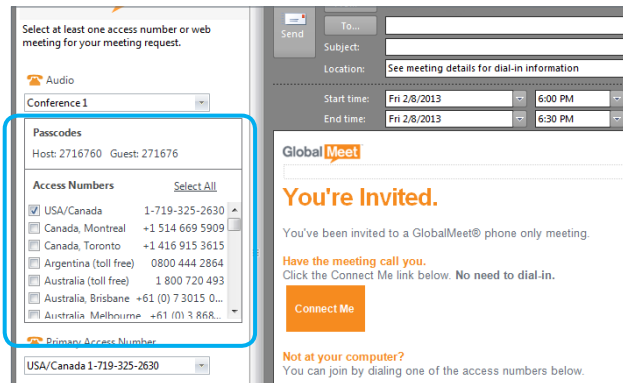 Select at least one access number or web
meeting for your meeting request.
Audio
Conference 1
Passcodes
Host: 2716760 Guest: 271676
Access Numbers Select All
USA/Canada 1-719-325-2630
Canada, Montreal +1 514 669 5909
Canada, Toronto +1 416 915 3615
Argentina (toll free) 0800 444 2864
Australia (toll free) 1 800 720 493
Australia, Brisbane +61 (0) 7 3015 0...
Australia, Melbourne +61 (0) 3 868...
Primary Access Number
USA/Canada 1-719-325-2630
Send
To...
Subject:
Location: See meeting details for dial-in information
Start time: Fri 2/8/2013 6:00 PM
End time: Fri 2/8/2013 6:30 PM
Global Meet
You're Invited.
You've been invited to a GlobalMeet® phone only meeting.
Have the meeting call you.
Click the Connect Me link below. No need to dial-in.
Connect Me
Not at your computer?
You can join by dialing one of the access numbers below.